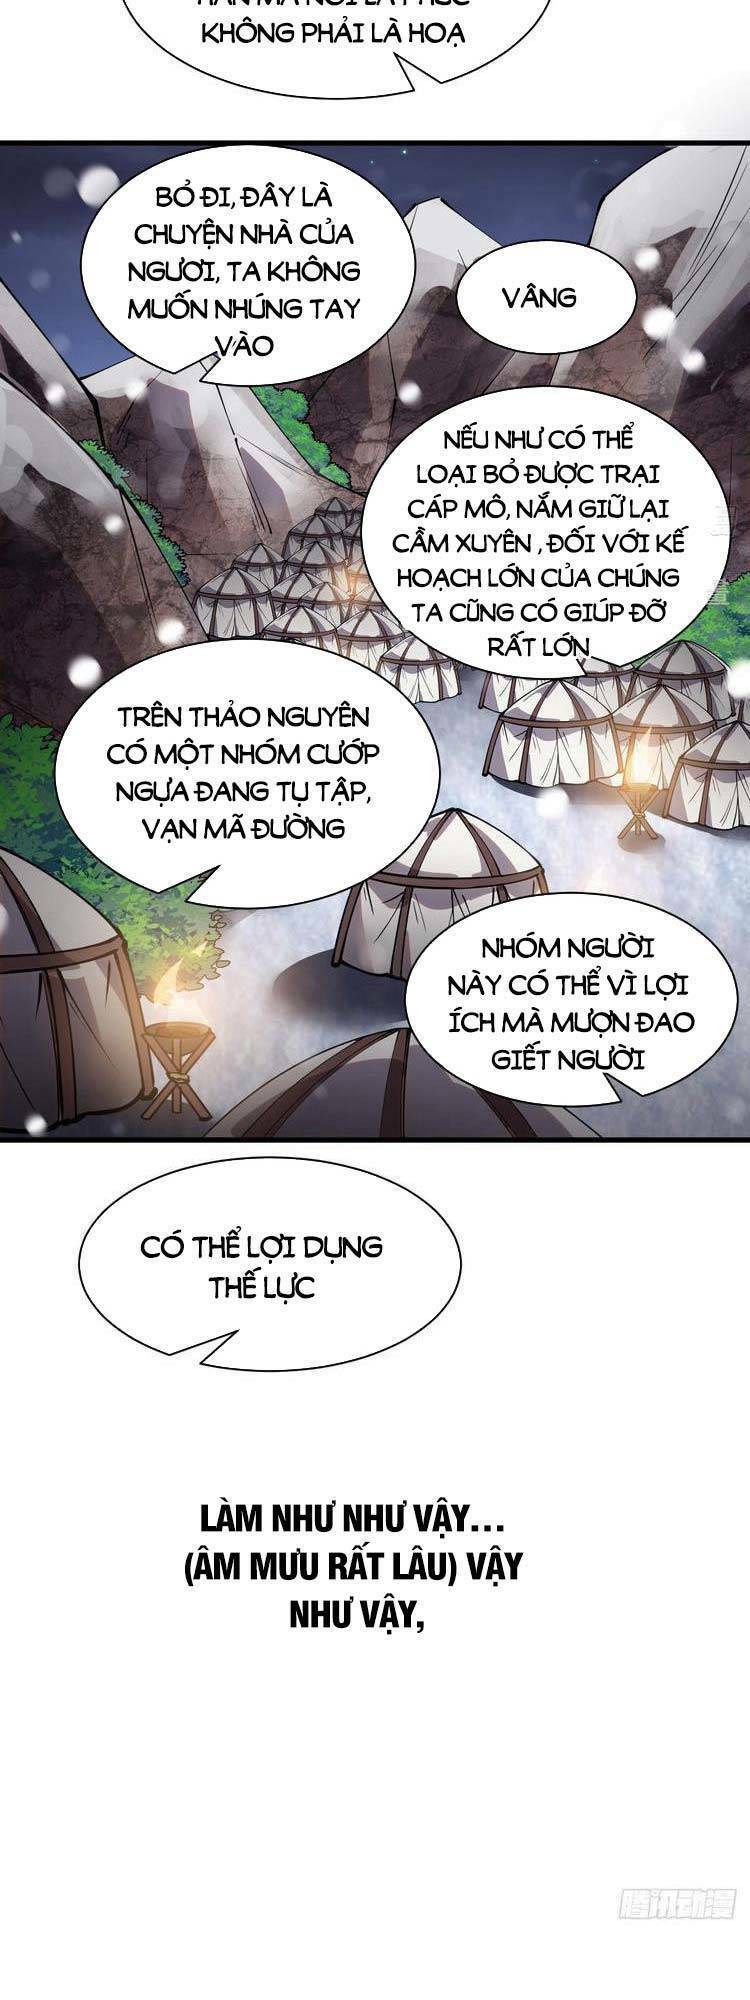 KHÔNG PHẢI LÀ HOẠ
BỎ ĐI, ĐÂY LÀ
CHUYỆN NHÀ CỦA
NGƯƠI, TA KHÔNG
MUỐN NHÚNG TAY
VÀO
VÂNG
NẾU NHƯ CÓ THỂ
LOẠI BỎ ĐƯỢC TRẠI
CÁP MÔ, NẮM GIỮ LẠI
CẦM XUYÊN , ĐỐI VỚI KẾ
HOẠCH LỚN CỦA CHÚNG
TA CŨNG CÓ GIÚP ĐỠ
RẤT LỚN
TRÊN THẢO NGUYÊN
CÓ MỘT NHÓM CƯỚP
NGỰA ĐANG TỤ TẬP,
VẠN MÃ ĐƯỜNG
NHÓM NGƯỜI
NÀY CÓ THỂ VÌ LỢI
ÍCH MÀ MƯỢN ĐAO
GIẾT NGƯỜI
CÓ THỂ LỢI DỤNG
THẾ LỰC
LÀM NHƯ NHƯ VẬY...
(ÂM MƯU RẤT LÂU) VẬY
NHƯ VẬY,
腾讯动漫